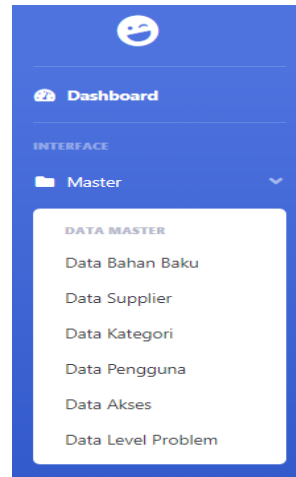 Dashboard
INTERFACE
Master
DATA MASTER
Data Bahan Baku
Data Supplier
Data Kategori
Data Pengguna
Data Akses
Data Level Problem